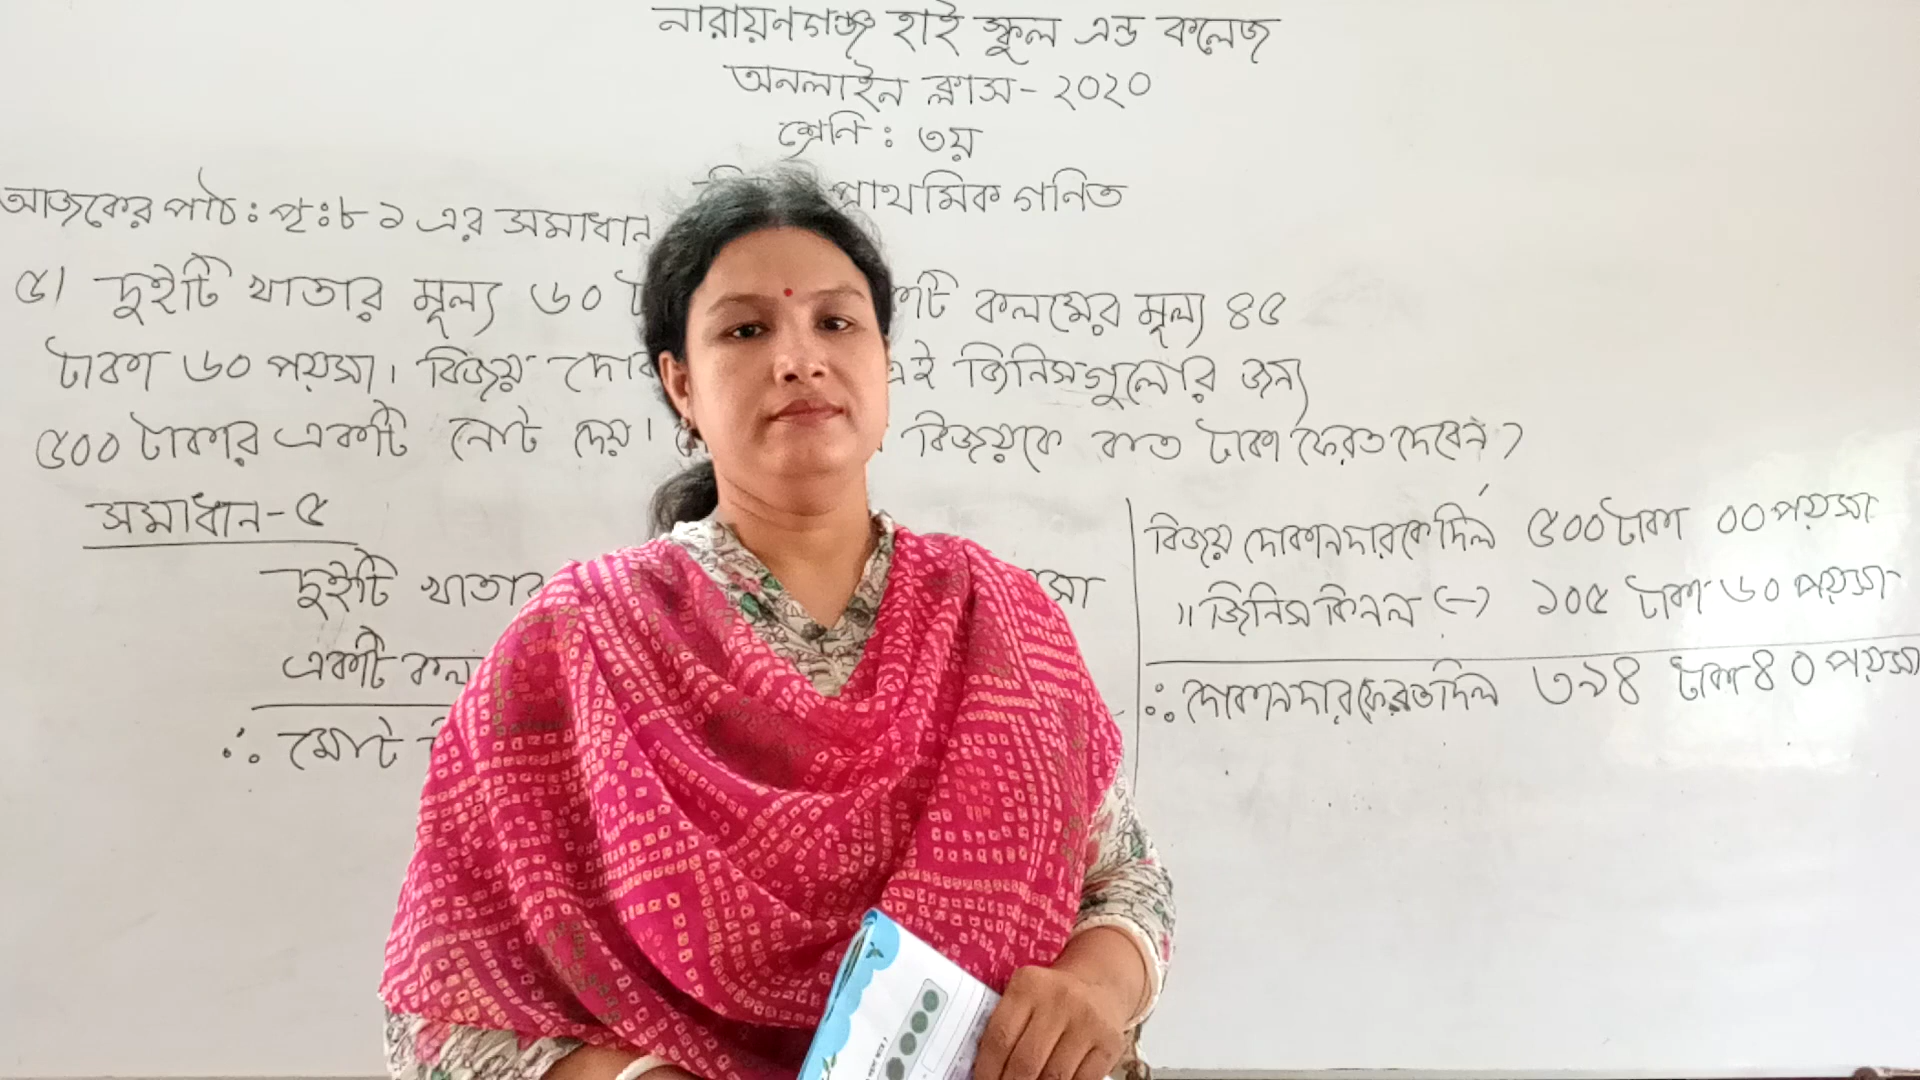 নারায়ণগঞ্জ হাই স্কুল এন্ড কলেজ
অনলাইন ক্লাস-২০২০
শ্রেণি : ৩য়
প্রাথমিক গনিত
আজকের পাঠ : পৃঃ ৮১ এর সমাধান
৫। দুইটি খাতার মূল্য ৬০ কলমের মূল্য ৪৫
টাকা ৬০ পয়সা। বিজয় এই জিনিসগুলোর জন্য
৫০০ টাকার একটি নোট দেয়। বিজয়কে কত টাকা ফেরত দেবেন?
সমাধান-৫
দুইটি খাতার
একটি
∴ মোট
বিজয় দোকানদারকে দিল ৫০০ টাকা ০০ পয়সা
" জিনিস কিনল (-) ১০৫ টাকা ৬০ পয়সা
∴ দোকানদার ফেরত দিল ৩৯৪ টাকা ৪০ পয়সা